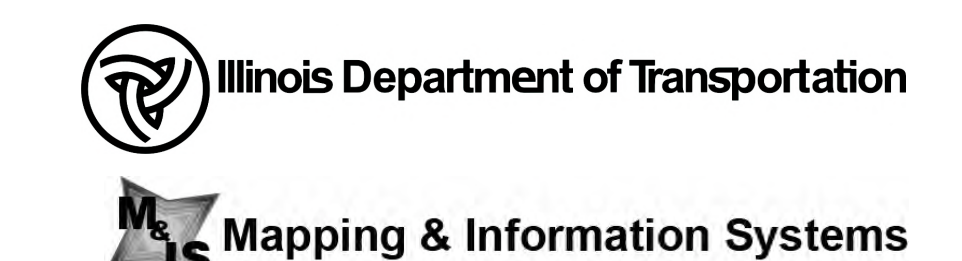 Illinois Department of Transportation
M&IS Mapping & Information Systems